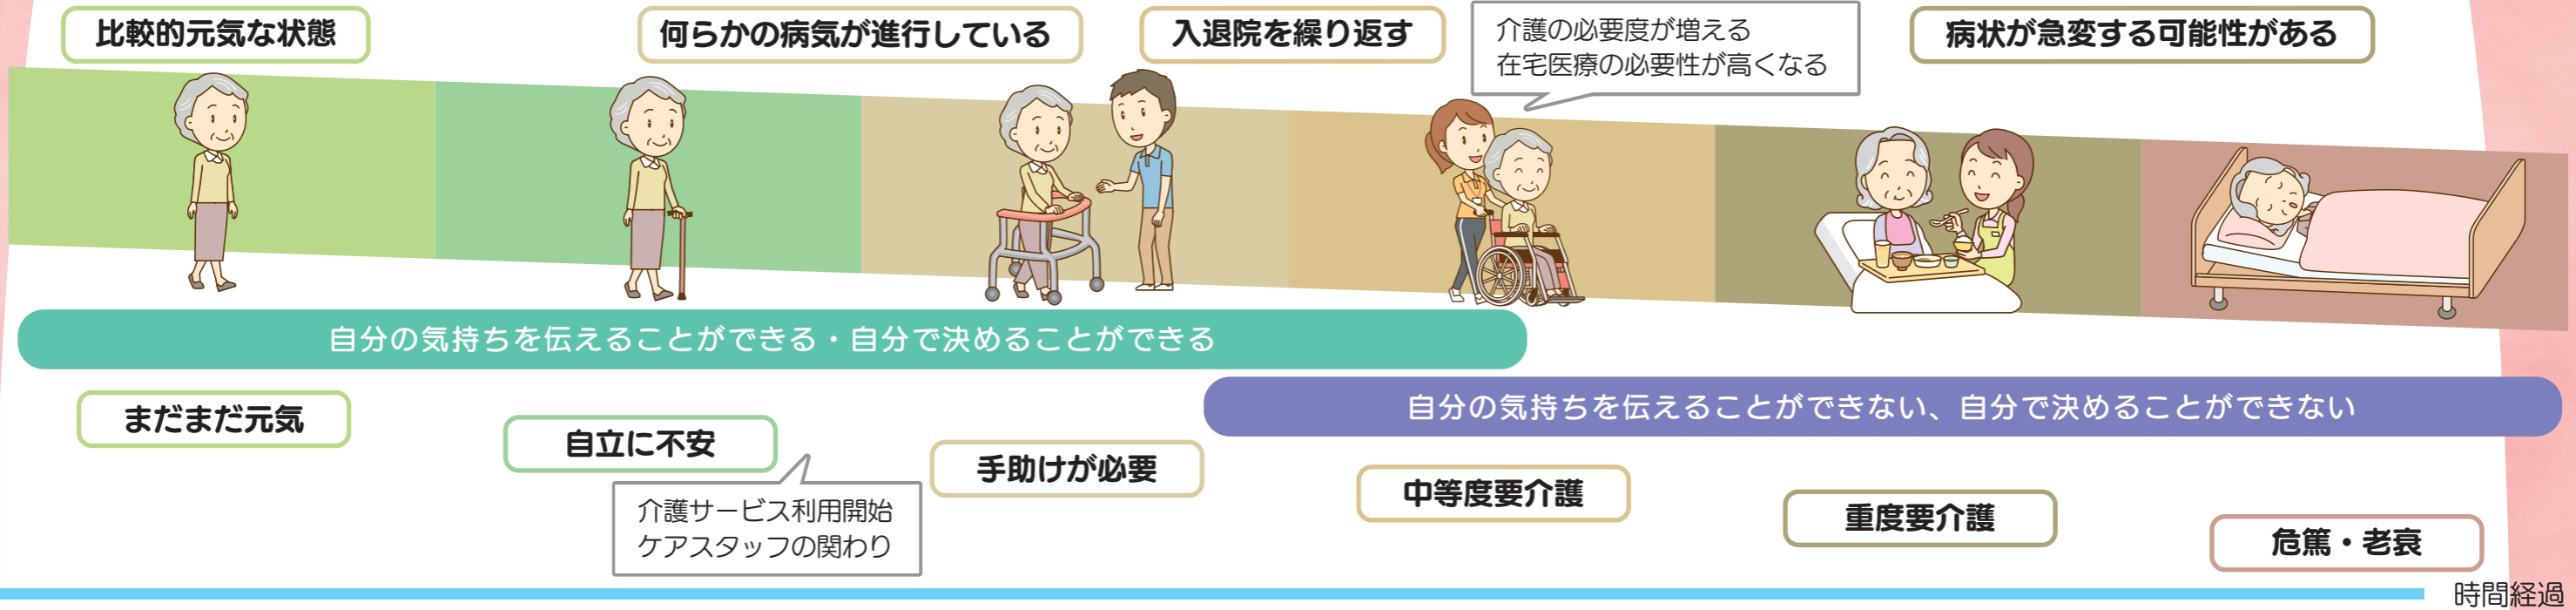 比較的元気な状態
何らかの病気が進行している
入退院を繰り返す
介護の必要度が増える
在宅医療の必要性が高くなる
病状が急変する可能性がある
自分の気持ちを伝えることができる・自分で決めることができる
自分の気持ちを伝えることができない、自分で決めることができない
まだまだ元気
自立に不安
介護サービス利用開始
ケアスタッフの関わり
手助けが必要
中等度要介護
重度要介護
危篤・老衰
時間経過